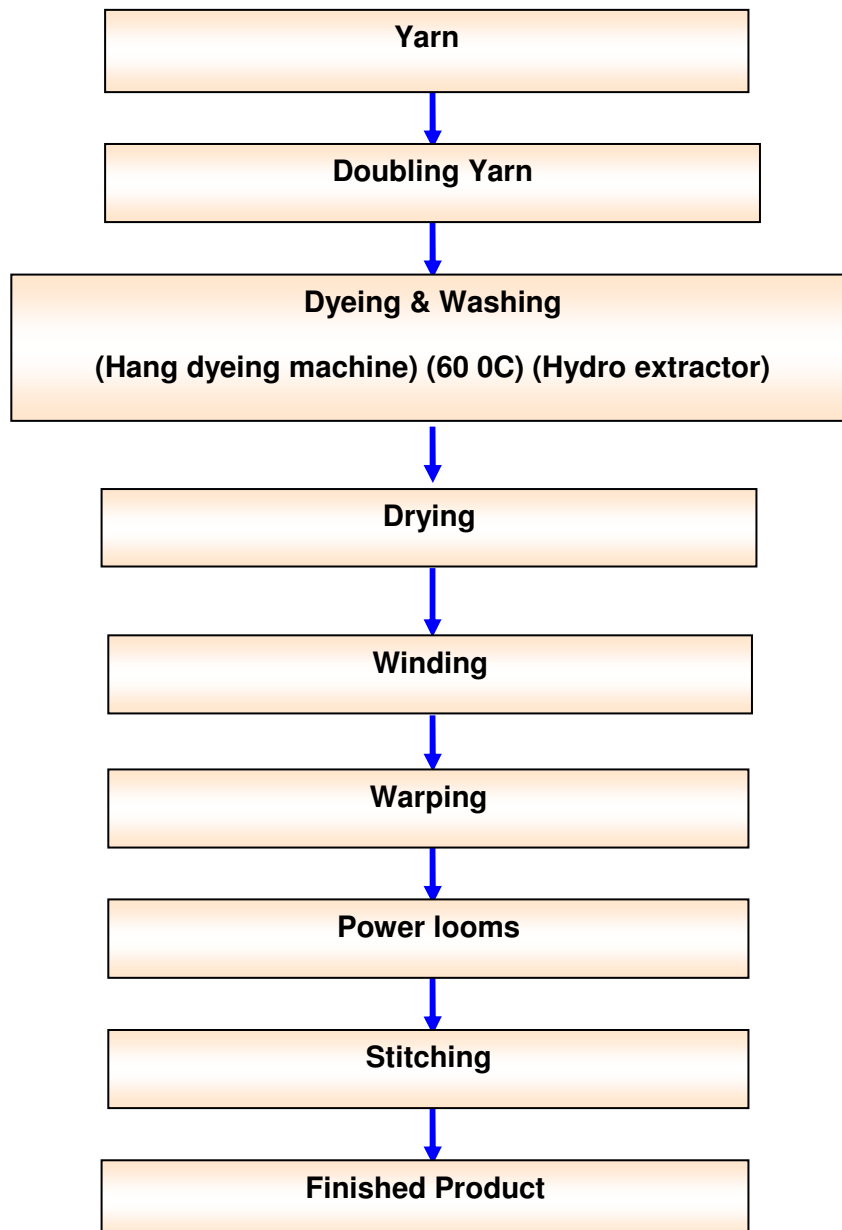 Yarn
Doubling Yarn
Dyeing & Washing
(Hang dyeing machine) (60 0C) (Hydro extractor)
Drying
Winding
Warping
Power looms
Stitching
Finished Product